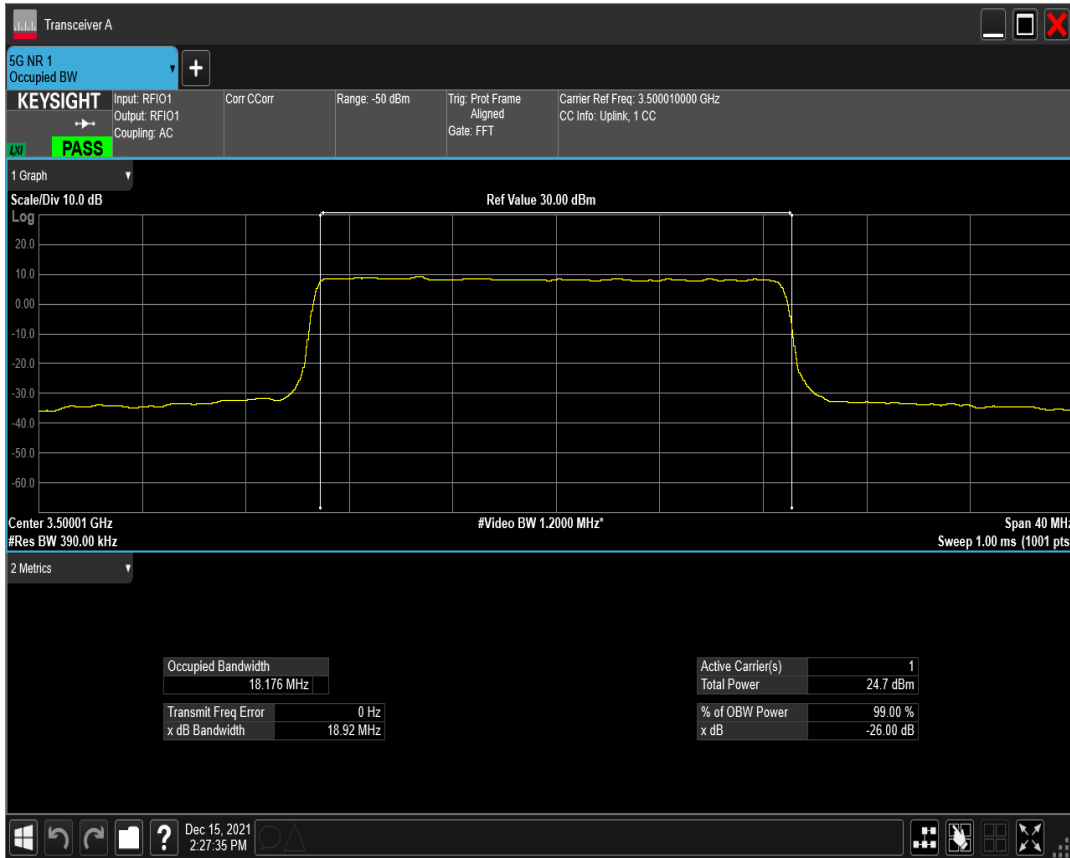 Transceiver A
5G NR 1
Occupied BW
+
KEYSIGHT
LXI
PASS
Input: RFIO1
Output: RFIO1
Coupling: AC
Corr CCorr
Range: -50 dBm
Trig: Prot Frame
Aligned
Gate: FFT
Carrier Ref Freq: 3.500010000 GHz
CC Info: Uplink, 1 CC
1 Graph
Scale/Div 10.0 dB
Ref Value 30.00 dBm
Log
20.0
10.0
0.00
-10.0
-20.0
-30.0
-40.0
-50.0
-60.0
Center 3.50001 GHz
#Video BW 1.2000 MHz*
Span 40 MHz
#Res BW 390.00 kHz
Sweep 1.00 ms (1001 pts
2 Metrics
Occupied Bandwidth
18.176 MHz
Transmit Freq Error 0 Hz
x dB Bandwidth 18.92 MHz
Active Carrier(s) 1
Total Power 24.7 dBm
% of OBW Power 99.00 %
x dB -26.00 dB
?
Dec 15, 2021
2:27:35 PM